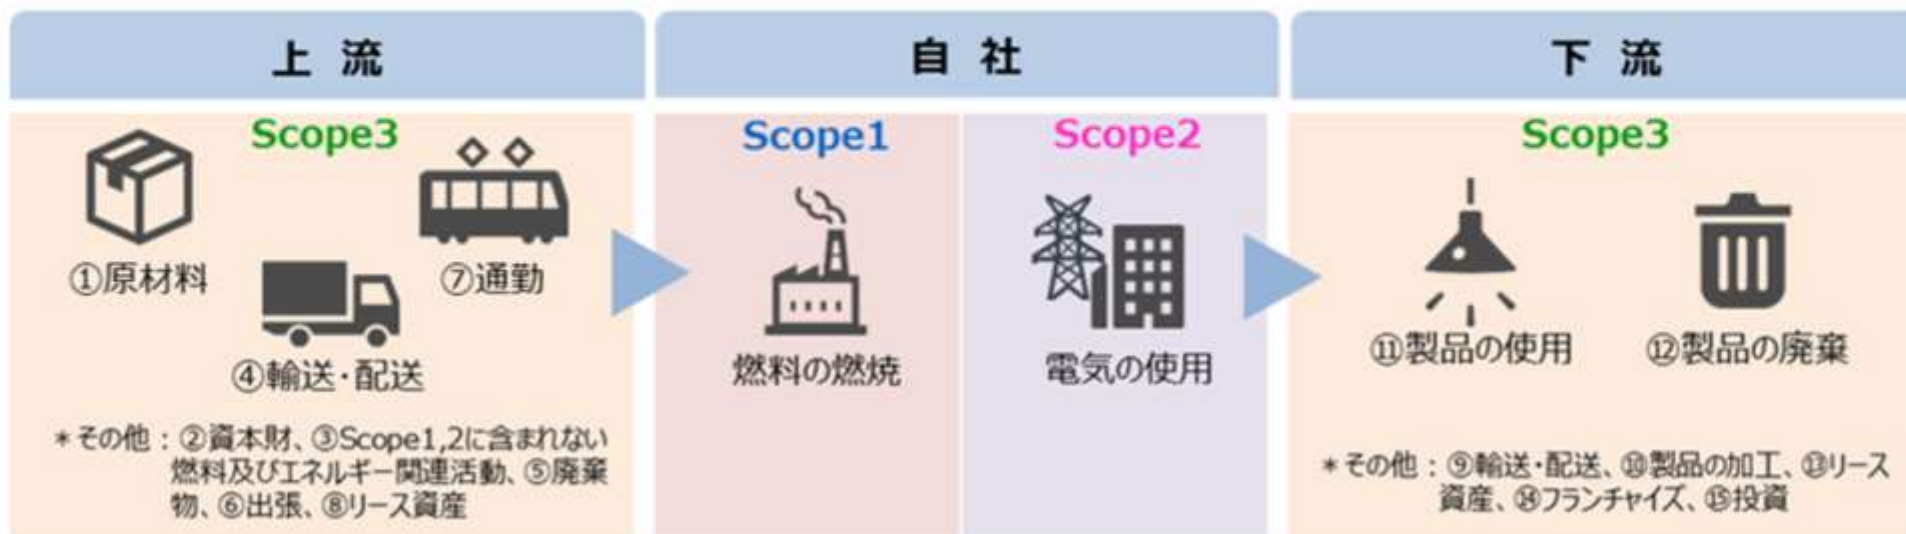 上 流
Scope3
①原材料
⑦通勤
④輸送・配送
＊その他：②資本財、③Scope1,2に含まれない
燃料及びエネルギー関連活動、⑤廃棄
物、⑥出張、⑧リース資産
自 社
Scope1
燃料の燃焼
Scope2
電気の使用
下 流
Scope3
⑪製品の使用
⑫製品の廃棄
＊その他：⑨輸送・配送、⑩製品の加工、⑬リース
資産、⑭フランチャイズ、⑮投資